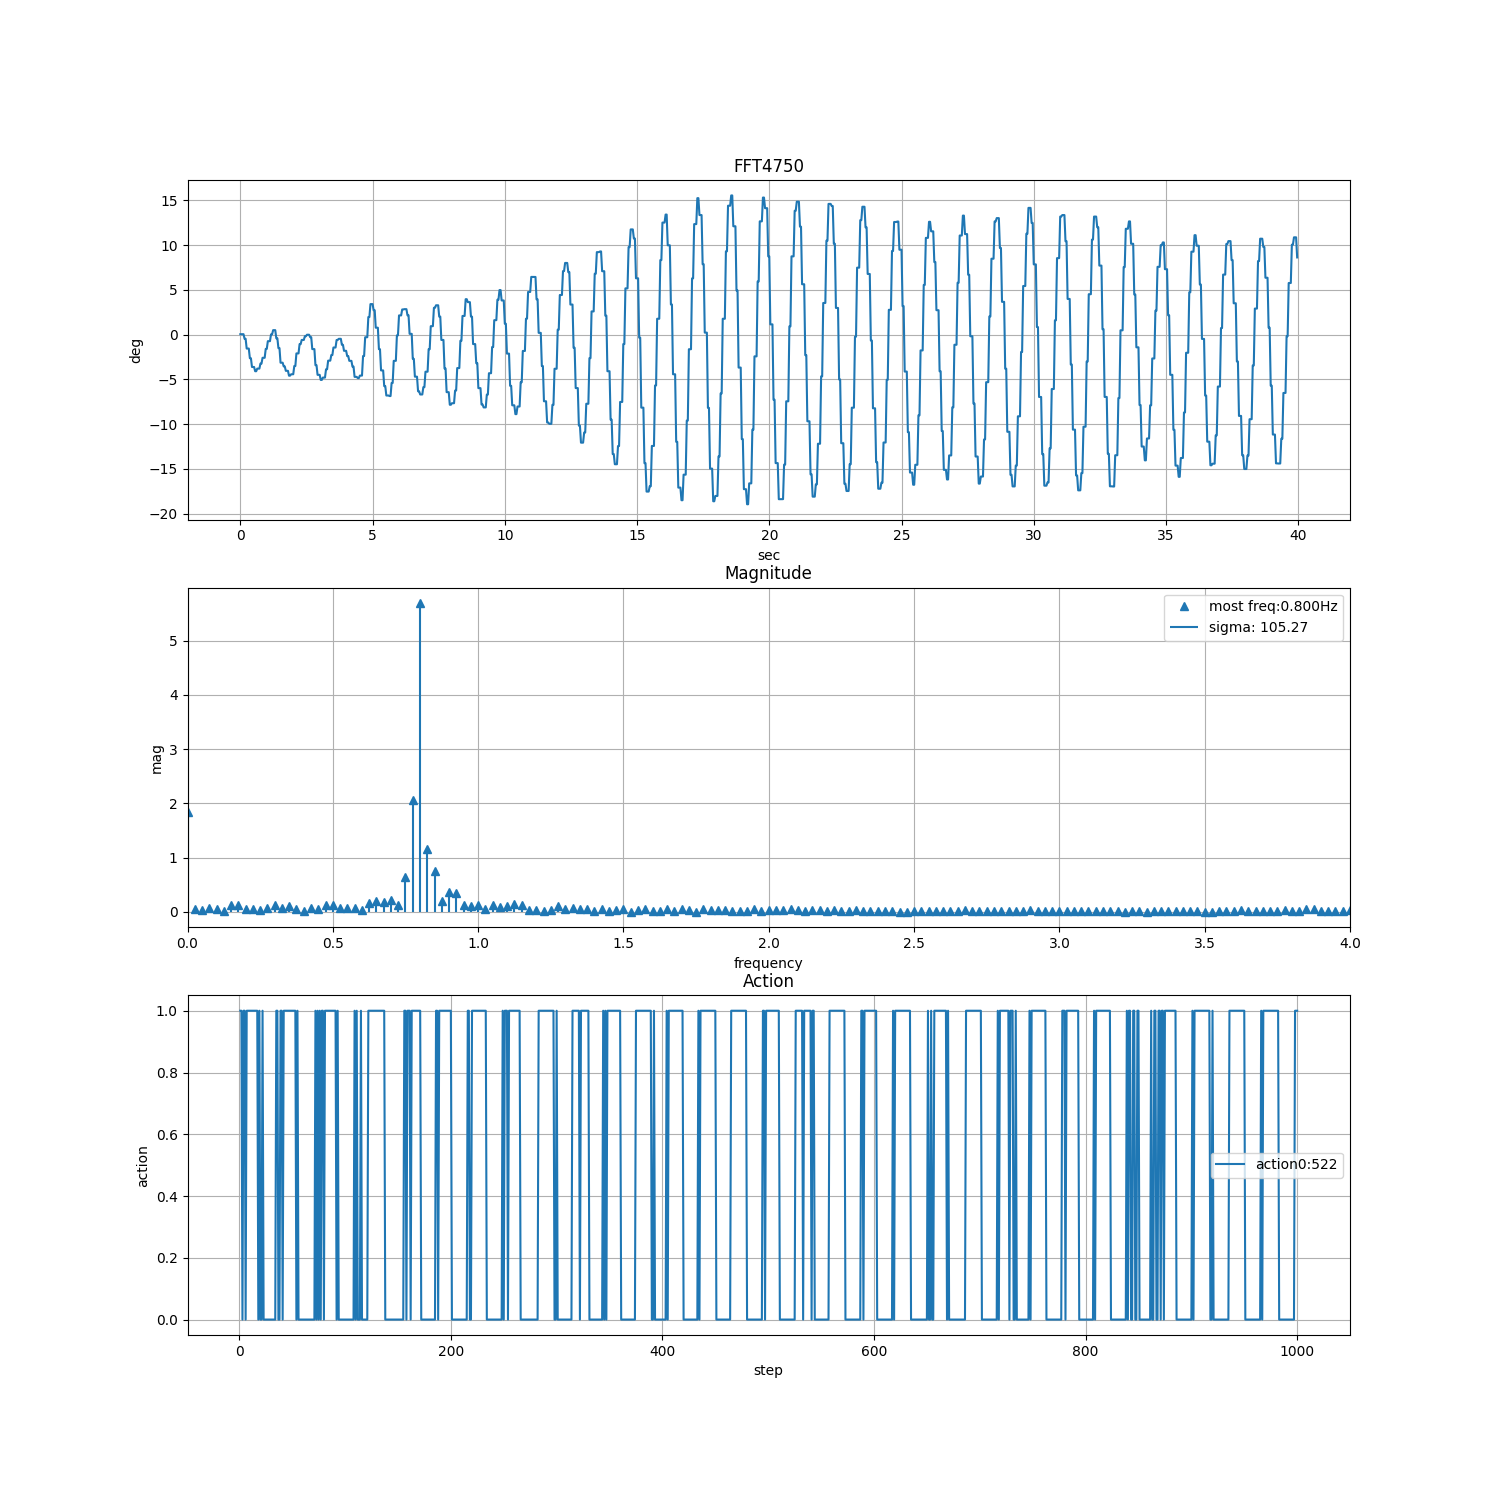 FFT4750
deg
15
10
5
0
−5
−10
−15
−20
0 5 10 15 20 25 30 35 40
sec
Magnitude
mag
5
4
3
2
1
0
most freq:0.800Hz
sigma: 105.27
0.0 0.5 1.0 1.5 2.0 2.5 3.0 3.5 4.0
frequency
Action
action
1.0
0.8
0.6
0.4
0.2
0.0
action0:522
0 200 400 600 800 1000
step